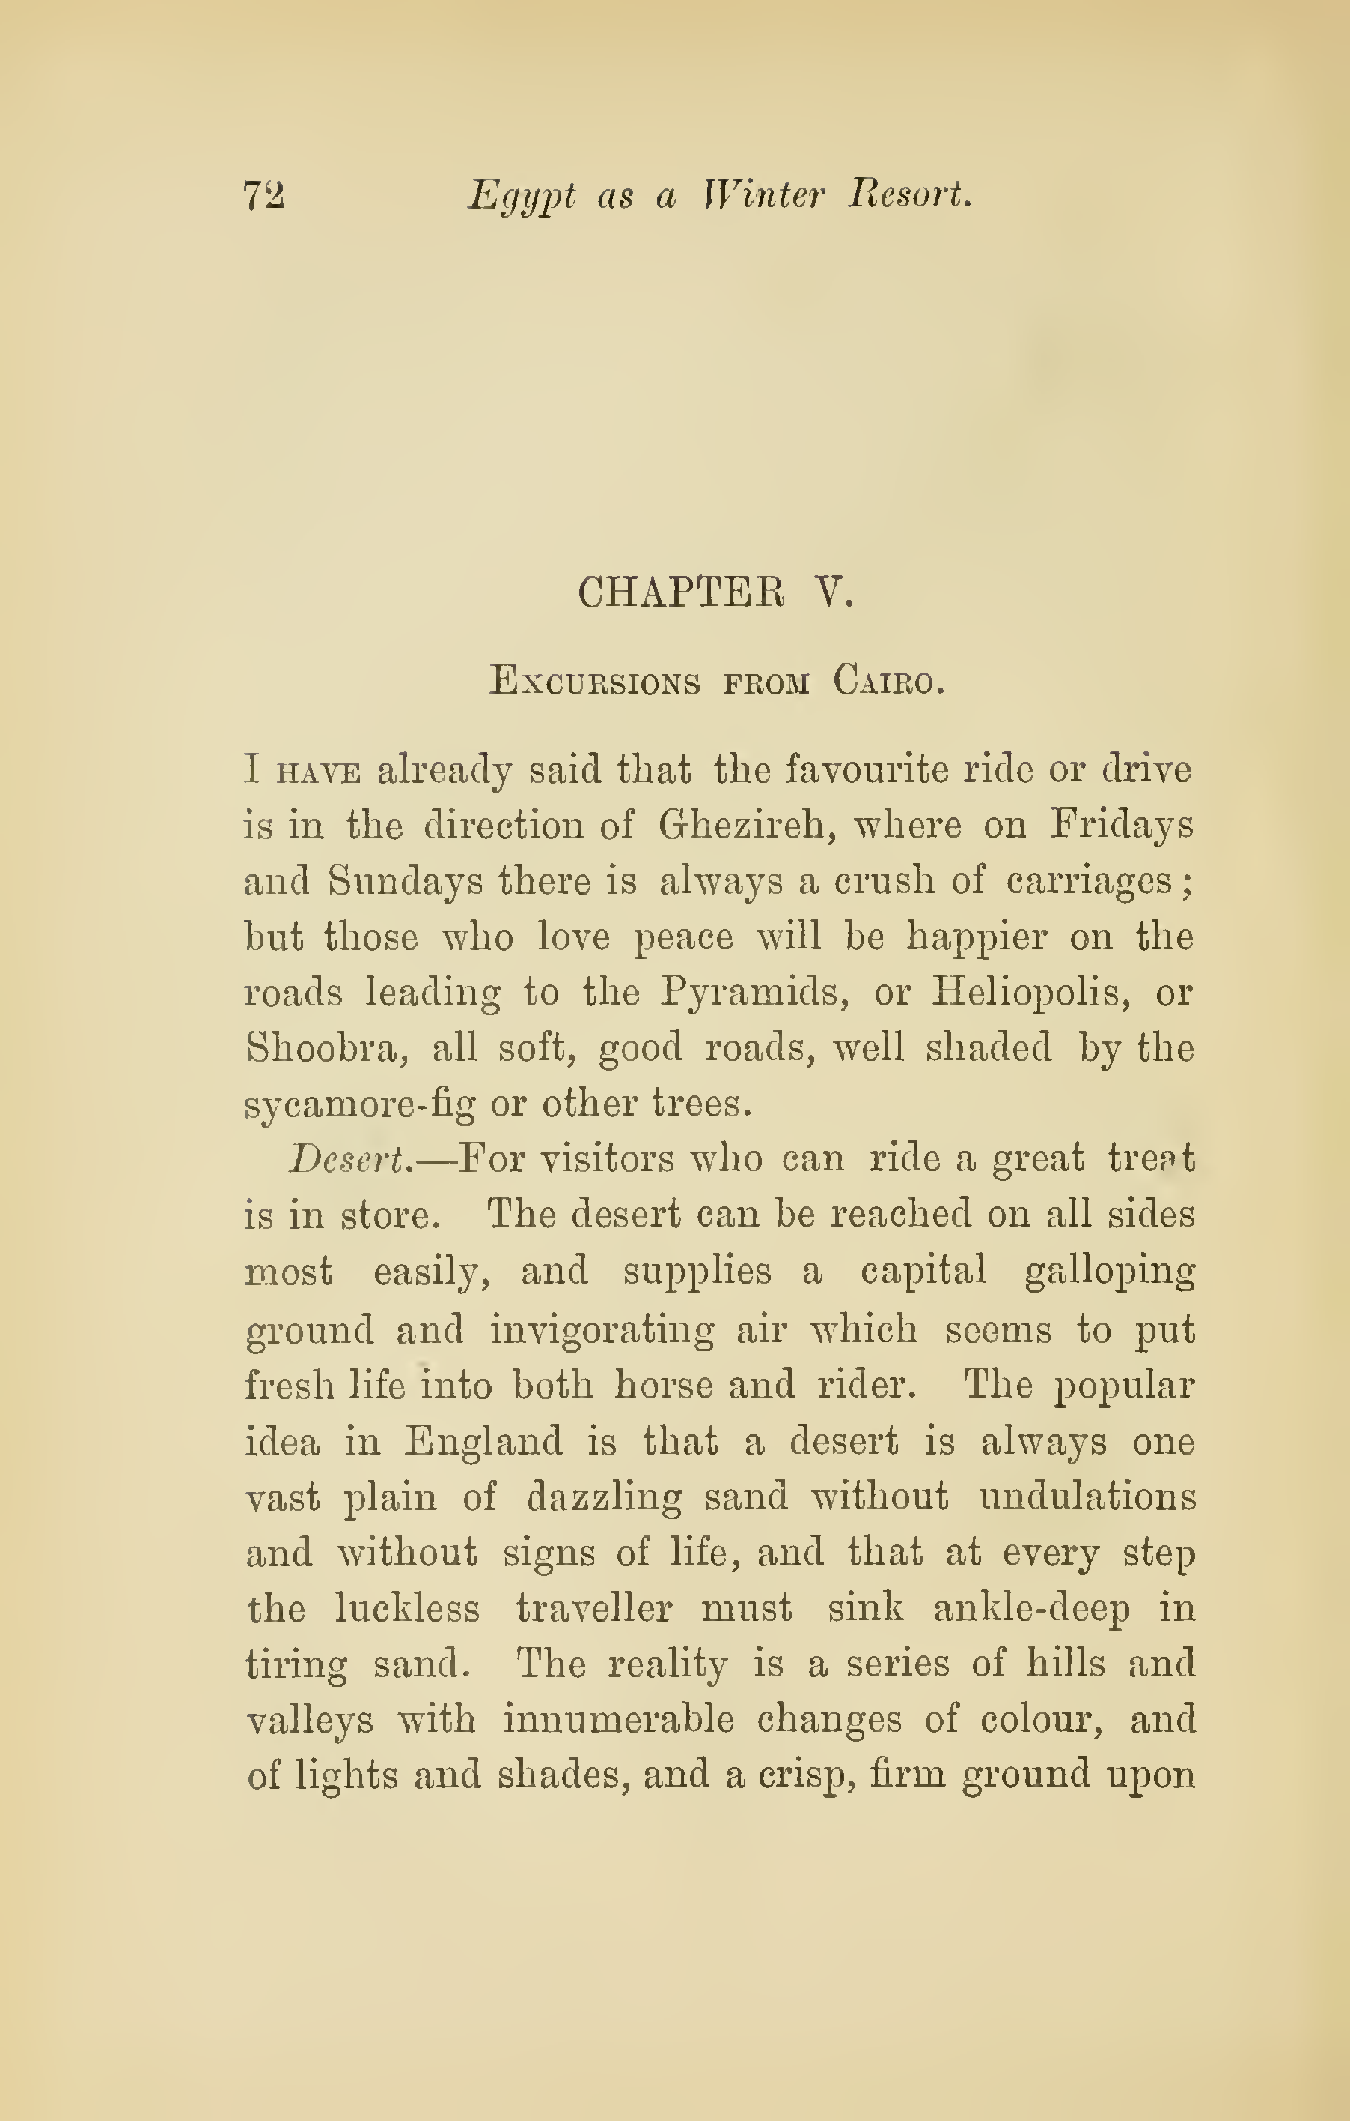 72 Egypt as a Winter Resort.
CHAPTER V.
EXCURSIONS FROM CAIRO.
I HAVE already said that the favourite ride or drive
is in the direction of Ghezireh, where on Fridays
and Sundays there is always a crush of carriages;
but those who love peace will be happier on the
roads leading to the Pyramids, or Heliopolis, or
Shoobra, all soft, good roads, well shaded by the
sycamore-fig or other trees.
Desert.—For visitors who can ride a great treat
is in store. The desert can be reached on all sides
most easily, and supplies a capital galloping
ground and invigorating air which seems to put
fresh life into both horse and rider. The popular
idea in England is that a desert is always one
vast plain of dazzling sand without undulations
and without signs of life, and that at every step
the luckless traveller must sink ankle-deep in
tiring sand. The reality is a series of hills and
valleys with innumerable changes of colour, and
of lights and shades, and a crisp, firm ground upon